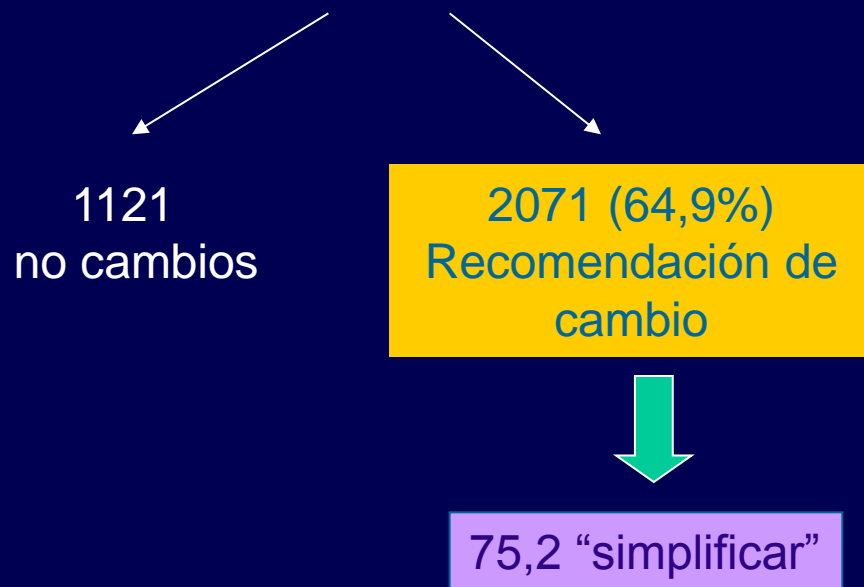 1121
no cambios
2071 (64,9%)
Recomendación de
cambio
75,2 “simplificar”